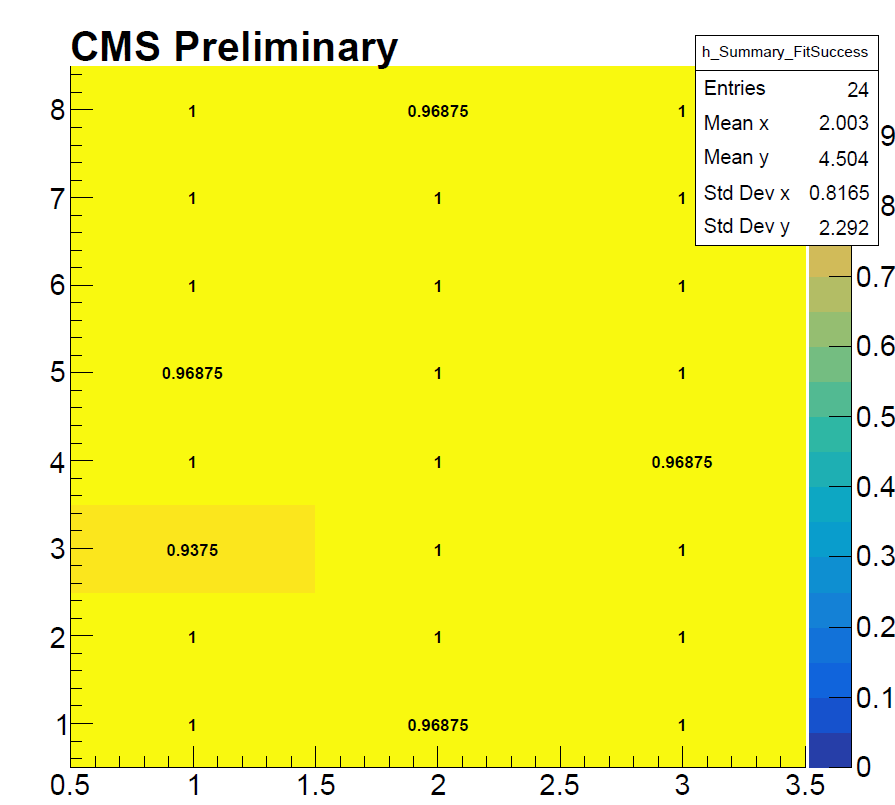 CMS Preliminary
h_Summary_FitSuccess
Entries 24
Mean x 2.003
Mean y 4.504
Std Dev x 0.8165
Std Dev y 2.292
8 1 0.96875 1
9
7 1 1 1
8
6 1 1 1
0.7
5 0.96875 1 1
0.6
4 1 1 0.96875
0.5
3 0.9375 1 1
0.4
2 1 1 1
0.3
1 1 0.96875 1
0.2
0.1
0
0.5 1 1.5 2 2.5 3 3.5